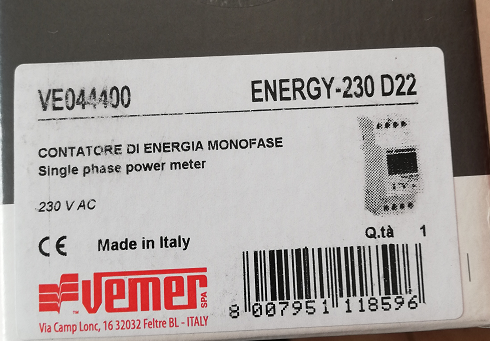 VE044400 ENERGY-230 D22
CONTATORE DI ENERGIA MONOFASE
Single phase power meter
230 V AC
Q.tà 1
CE Made in Italy
vemer SPA
™
Via Camp Lonc, 16 32032 Feltre BL - ITALY
8 007951 118596